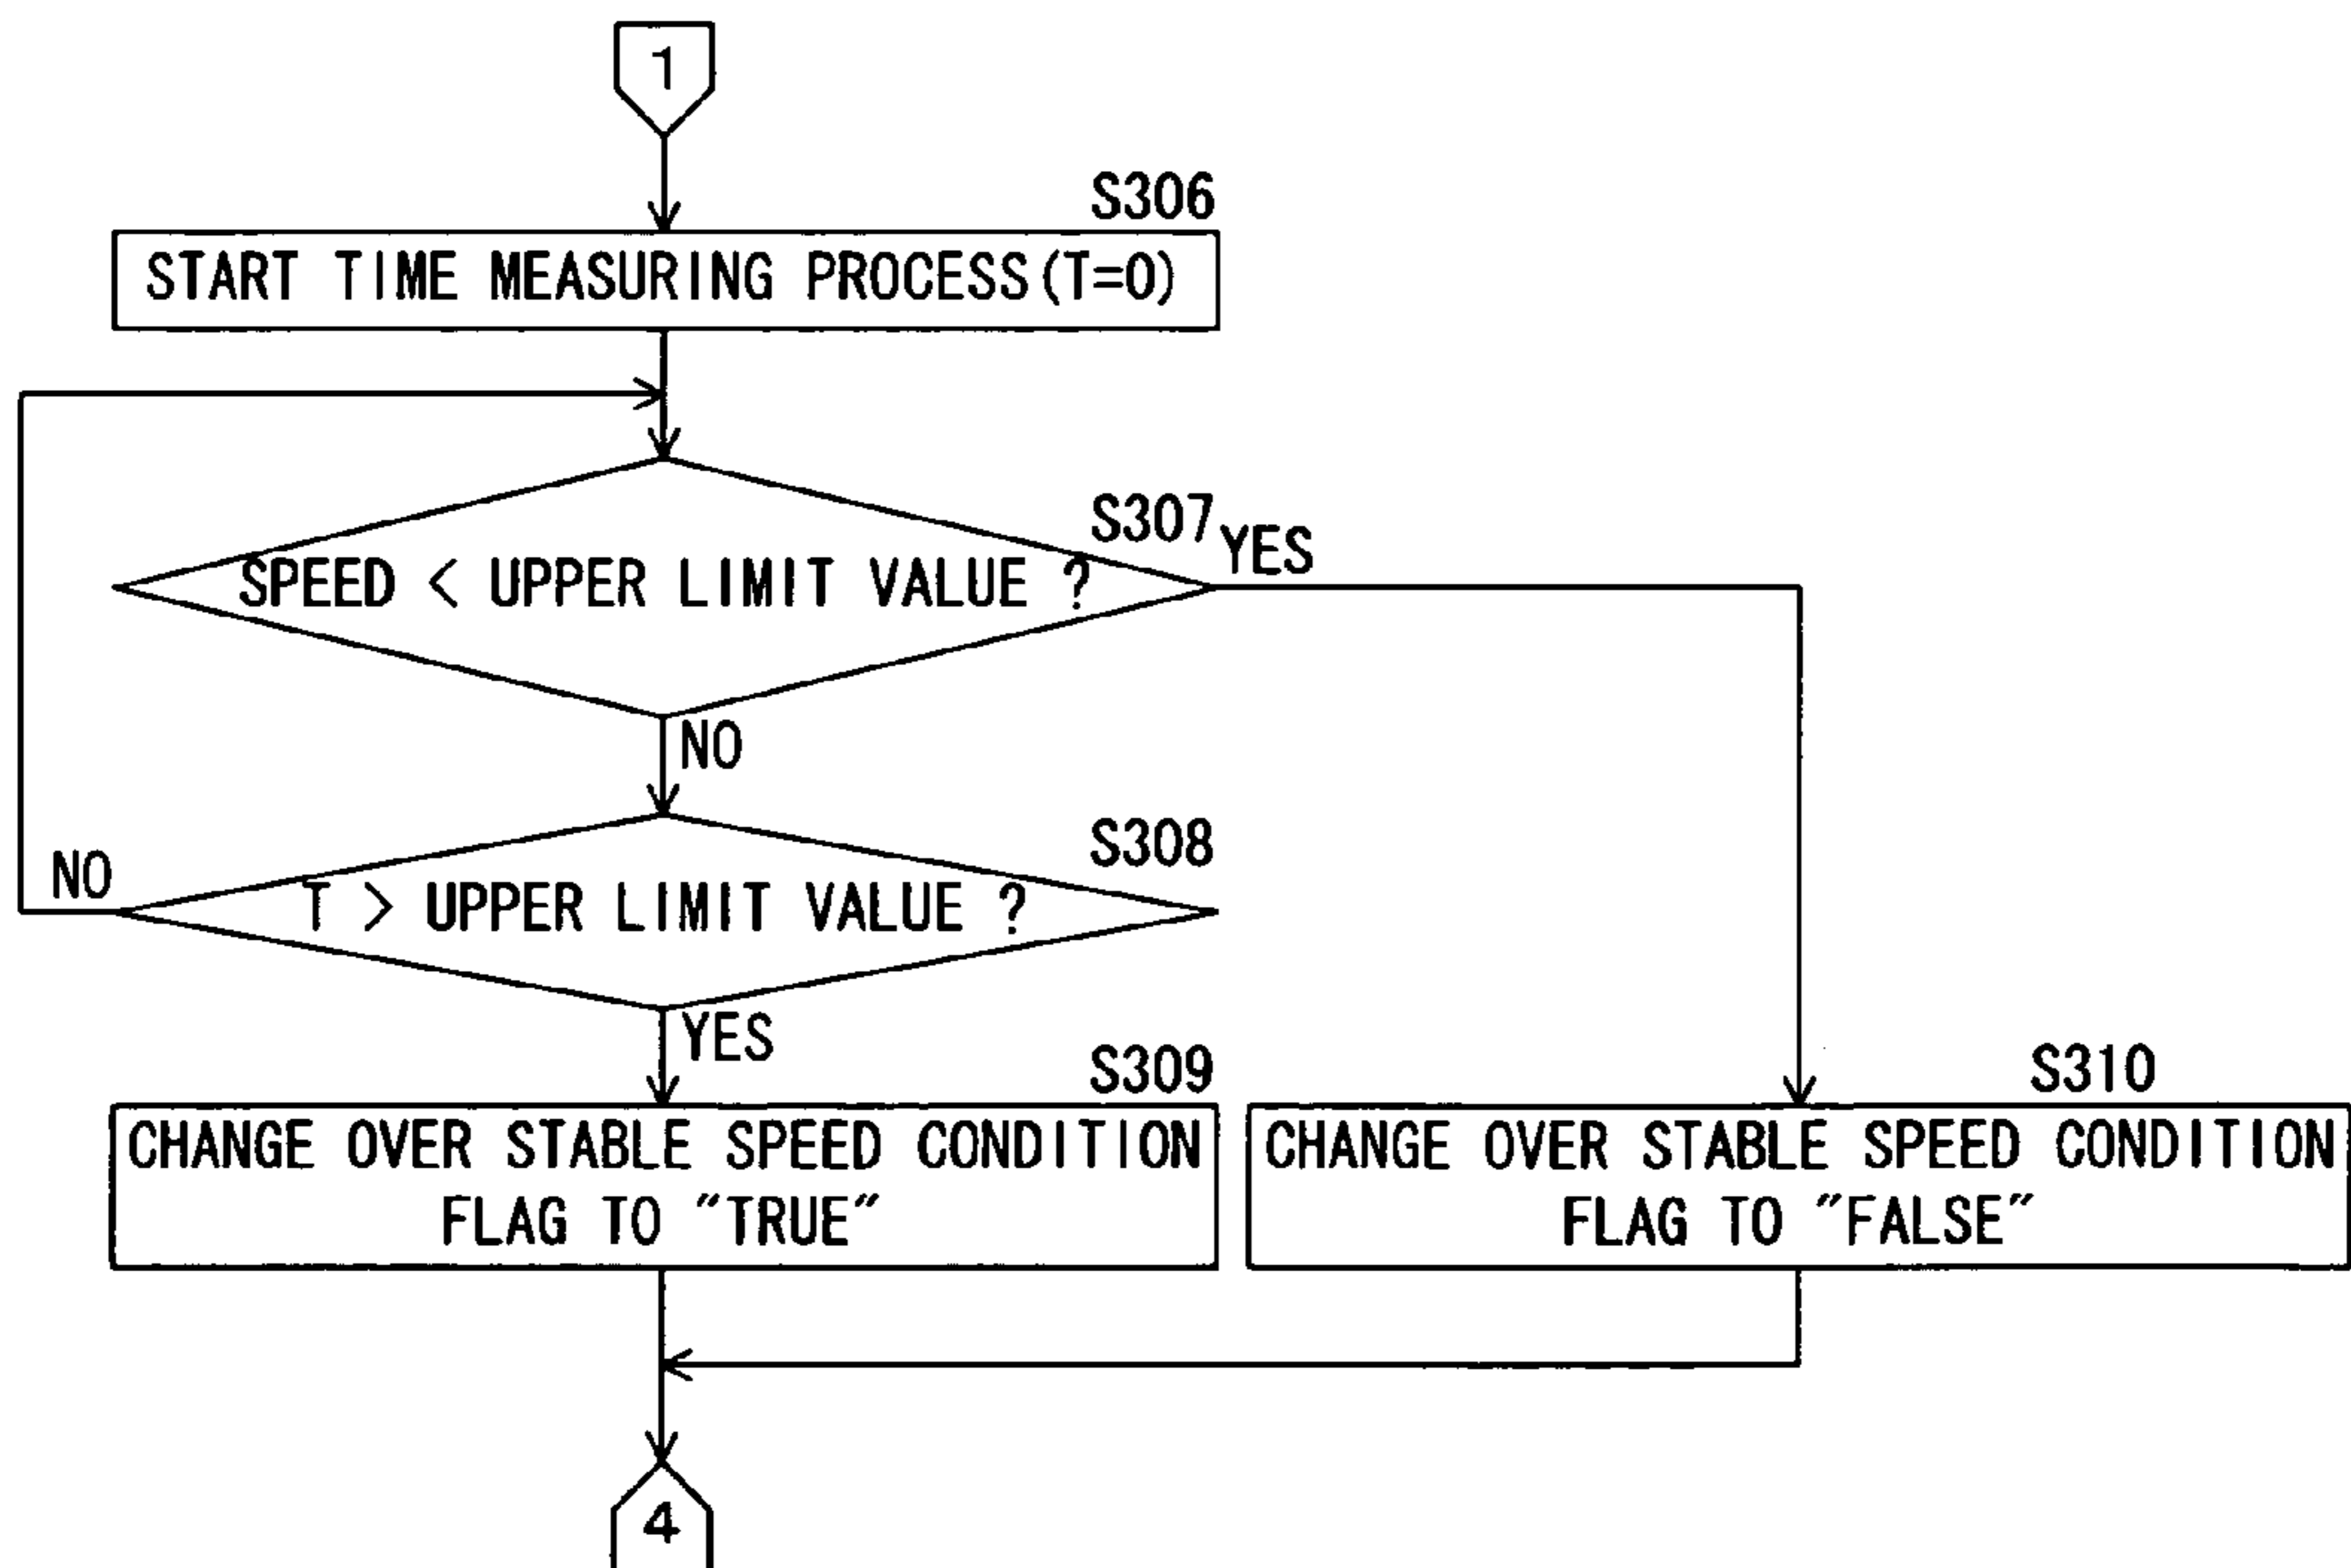 1
S306
START TIME MEASURING PROCESS(T=0)
S307
YES
SPEED < UPPER LIMIT VALUE ?
NO
S308
NO
T > UPPER LIMIT VALUE ?
YES
S309
S310
CHANGE OVER STABLE SPEED CONDITION
FLAG TO "TRUE"
CHANGE OVER STABLE SPEED CONDITION
FLAG TO "FALSE"
4